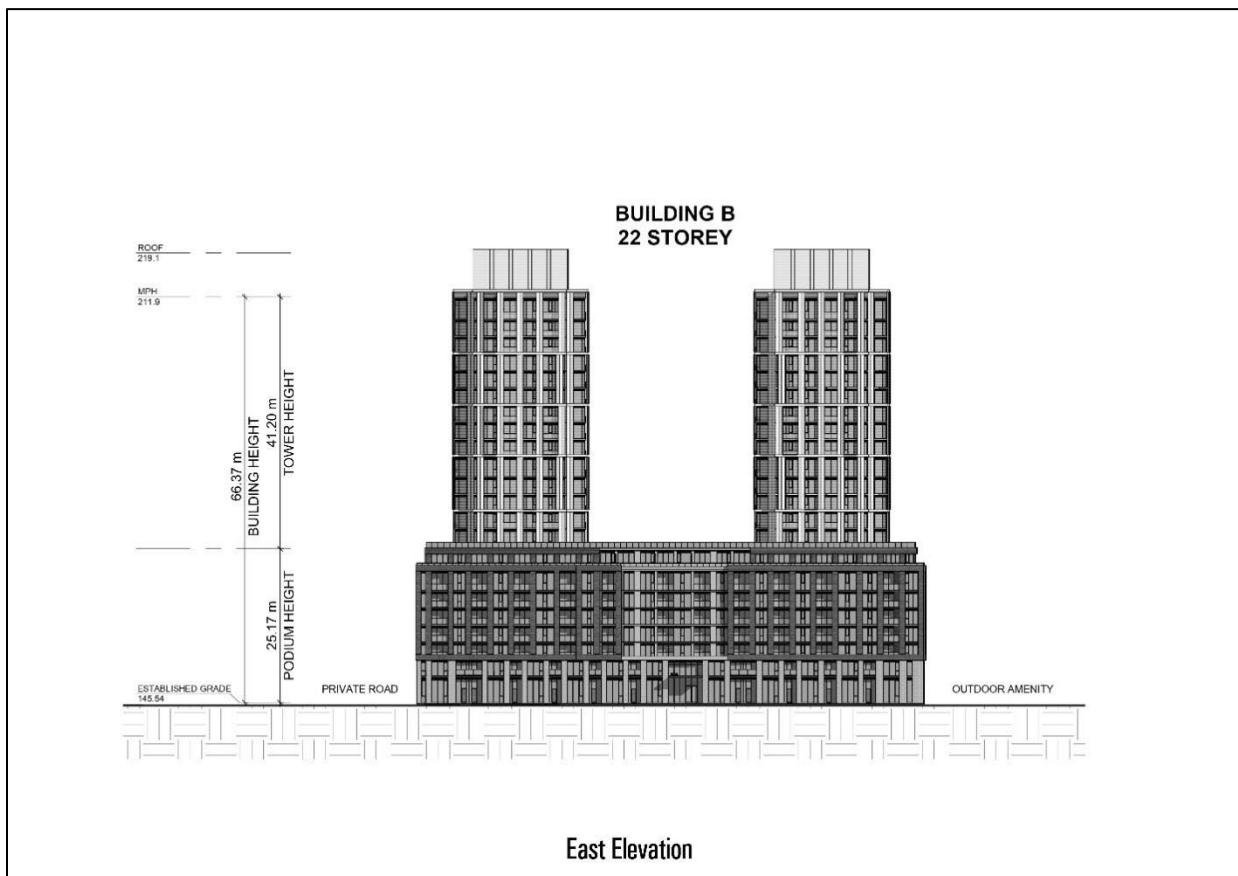 BUILDING B
22 STOREY
ROOF
219.1
MPH
211.9
66.37 m
BUILDING HEIGHT
41.20 m
TOWER HEIGHT
25.17 m
PODIUM HEIGHT
ESTABLISHED GRADE
145.54
PRIVATE ROAD
OUTDOOR AMENITY
East Elevation